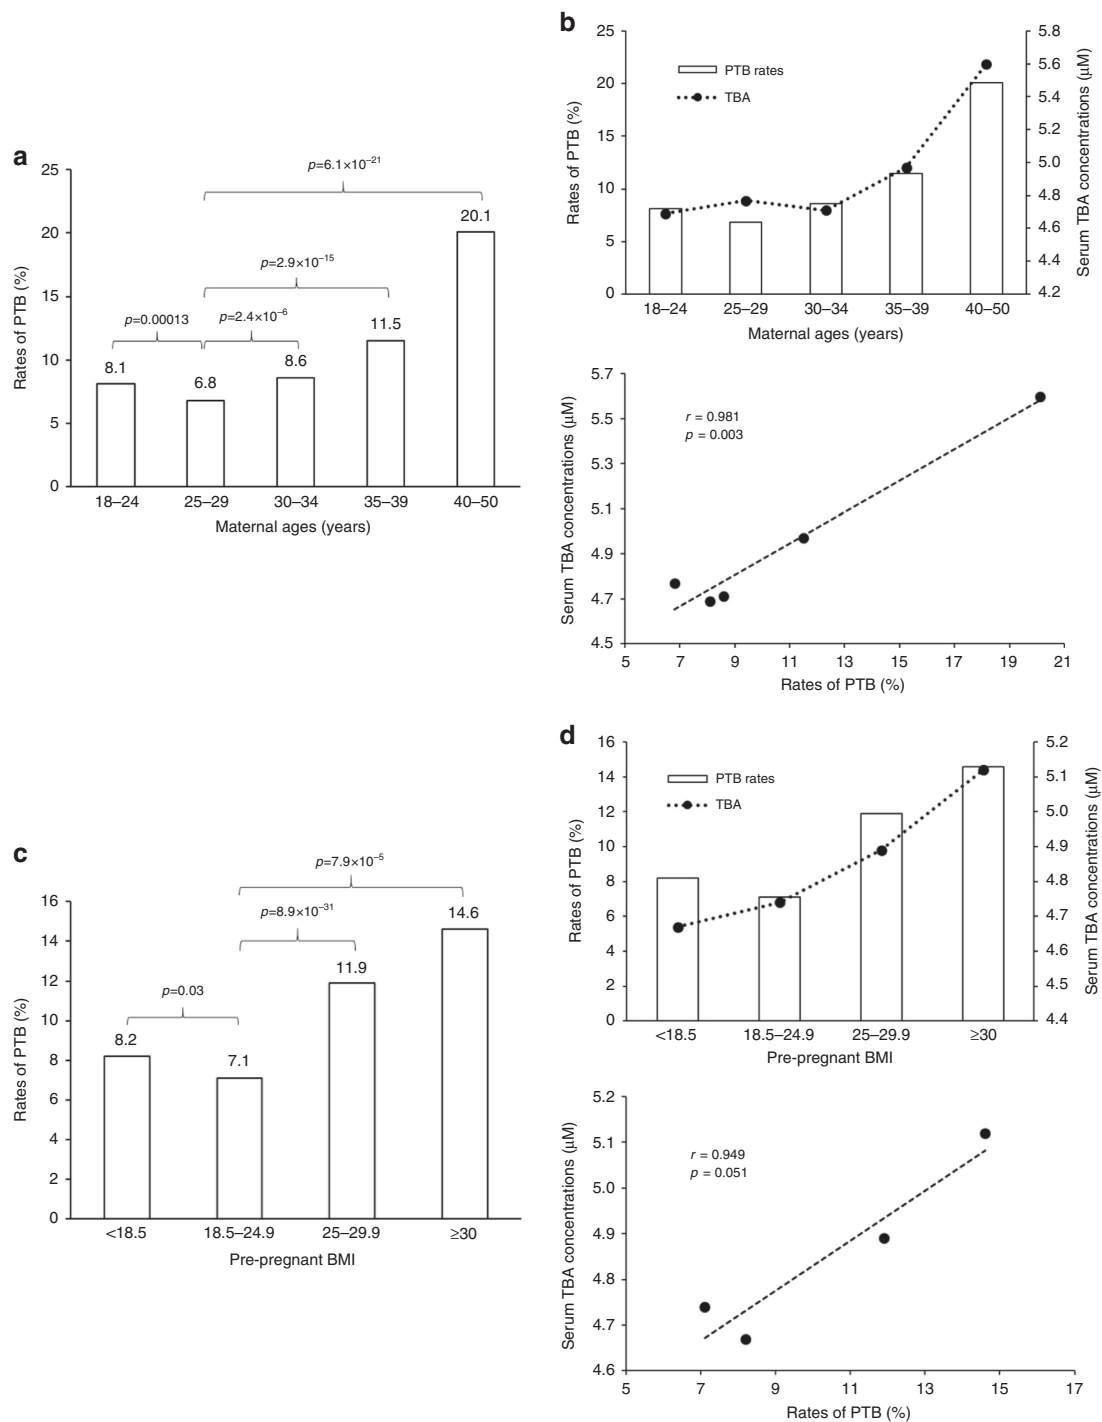 a
p=6.1×10⁻²¹
25
20.1
20
p=2.9×10⁻¹⁵
15
p=0.00013
p=2.4×10⁻⁶
11.5
10
8.1
6.8
8.6
5
0
Rates of PTB (%)
18–24 25–29 30–34 35–39 40–50
Maternal ages (years)
b
25
20
15
10
5
0
Rates of PTB (%)
PTB rates
TBA
5.8
5.6
5.4
5.2
5.0
4.8
4.6
4.4
4.2
Serum TBA concentrations (μM)
18–24 25–29 30–34 35–39 40–50
Maternal ages (years)
5.7
5.5
5.3
5.1
4.9
4.7
4.5
Serum TBA concentrations (μM)
r = 0.981
p = 0.003
5 7 9 11 13 15 17 19 21
Rates of PTB (%)
c
p=7.9×10⁻⁵
16
p=8.9×10⁻³¹
14.6
14
11.9
12
p=0.03
10
8.2
8
7.1
6
4
2
0
Rates of PTB (%)
<18.5 18.5–24.9 25–29.9 ≥30
Pre-pregnant BMI
d
16
14
12
10
8
6
4
2
0
Rates of PTB (%)
PTB rates
TBA
5.2
5.1
5.0
4.9
4.8
4.7
4.6
4.5
4.4
Serum TBA concentrations (μM)
<18.5 18.5–24.9 25–29.9 ≥30
Pre-pregnant BMI
5.2
5.1
5.0
4.9
4.8
4.7
4.6
Serum TBA concentrations (μM)
r = 0.949
p = 0.051
5 7 9 11 13 15 17
Rates of PTB (%)